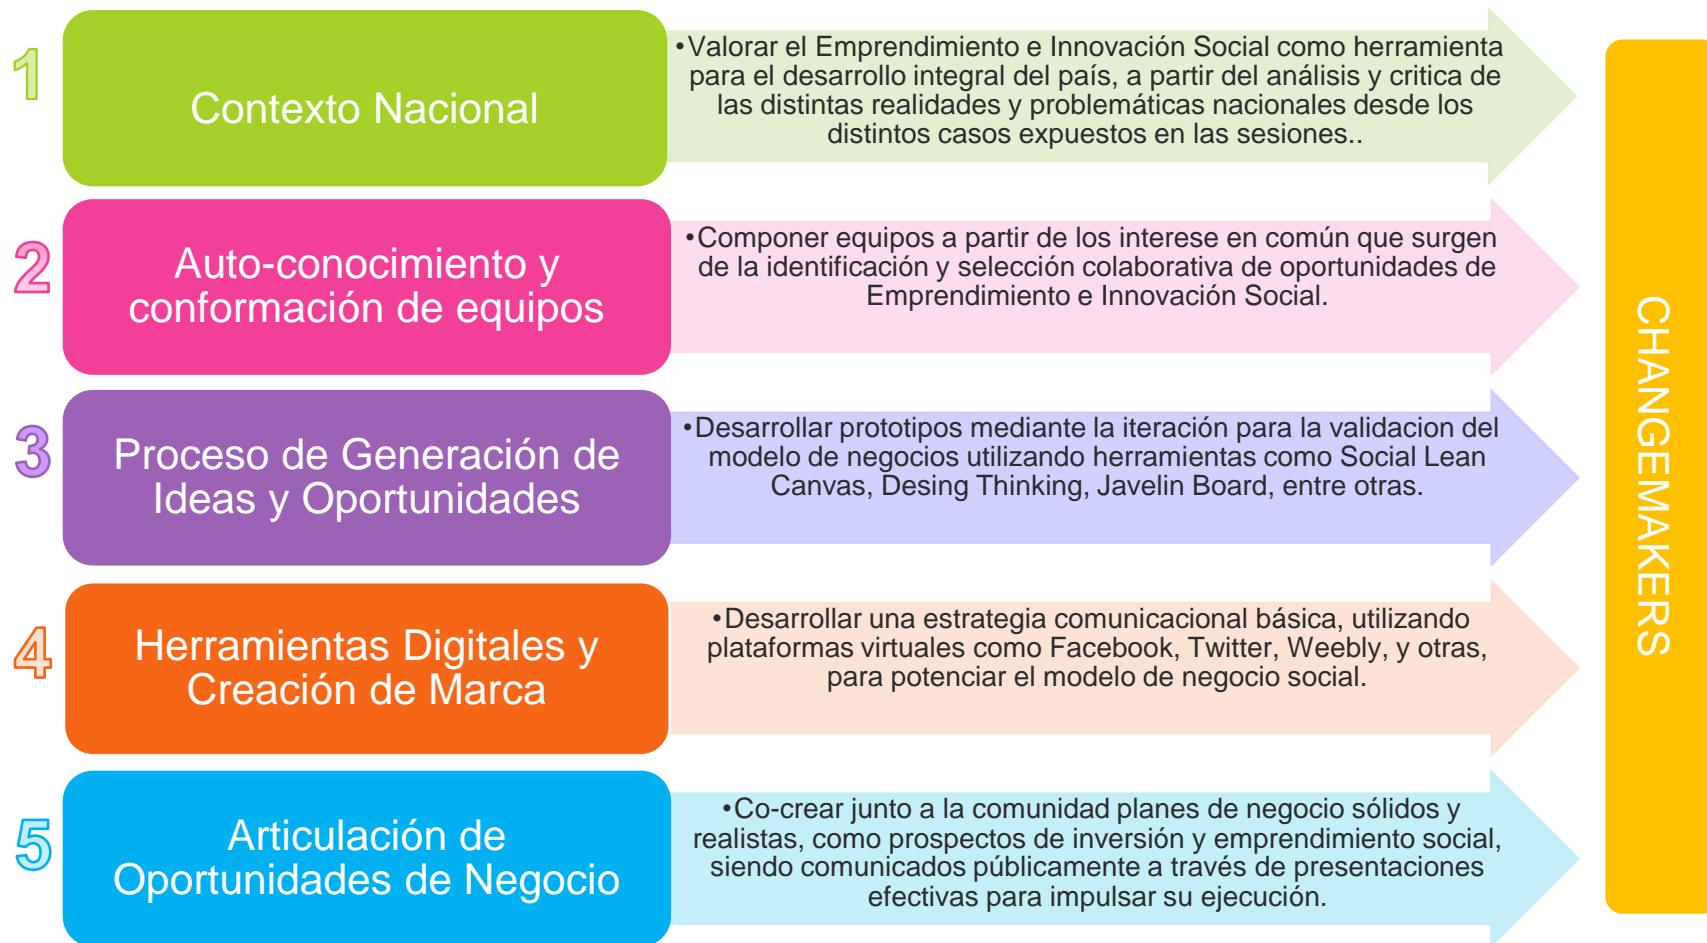 1
Contexto Nacional
•Valorar el Emprendimiento e Innovación Social como herramienta
para el desarrollo integral del país, a partir del análisis y critica de
las distintas realidades y problemáticas nacionales desde los
distintos casos expuestos en las sesiones..
2
Auto-conocimiento y
conformación de equipos
•Componer equipos a partir de los interese en común que surgen
de la identificación y selección colaborativa de oportunidades de
Emprendimiento e Innovación Social.
3
Proceso de Generación de
Ideas y Oportunidades
•Desarrollar prototipos mediante la iteración para la validacion del
modelo de negocios utilizando herramientas como Social Lean
Canvas, Desing Thinking, Javelin Board, entre otras.
4
Herramientas Digitales y
Creación de Marca
•Desarrollar una estrategia comunicacional básica, utilizando
plataformas virtuales como Facebook, Twitter, Weebly, y otras,
para potenciar el modelo de negocio social.
5
Articulación de
Oportunidades de Negocio
•Co-crear junto a la comunidad planes de negocio sólidos y
realistas, como prospectos de inversión y emprendimiento social,
siendo comunicados públicamente a través de presentaciones
efectivas para impulsar su ejecución.
CHANGEMAKERS